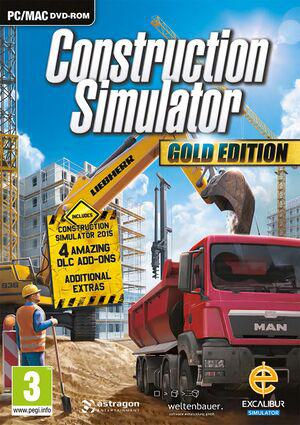 PC/MAC DVD-ROM
Construction
Simulator
GOLD EDITION
LIEBHERR
INCLUDES
CONSTRUCTION
SIMULATOR 2015
4 AMAZING
DLC ADD-ONS
ADDITIONAL
EXTRAS
936
MAN
3
www.pegi.info
astragon
ENTERTAINMENT
weltenbauer.
EXCALIBUR
SIMULATOR